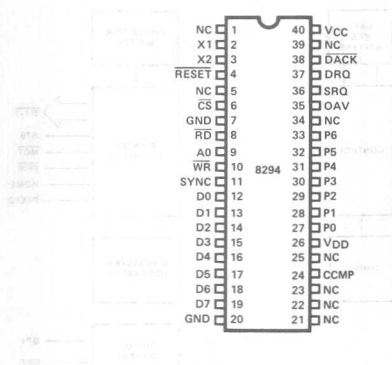 NC 1 40 VCC
X1 2 39 NC
X2 3 38 DACK
RESET 4 37 DRQ
NC 5 36 SRQ
CS 6 35 OAV
GND 7 34 NC
RD 8 33 P6
A0 9 32 P5
WR 10 8294 31 P4
SYNC 11 30 P3
D0 12 29 P2
D1 13 28 P1
D2 14 27 P0
D3 15 26 VDD
D4 16 25 NC
D5 17 24 CCMP
D6 18 23 NC
D7 19 22 NC
GND 20 21 NC